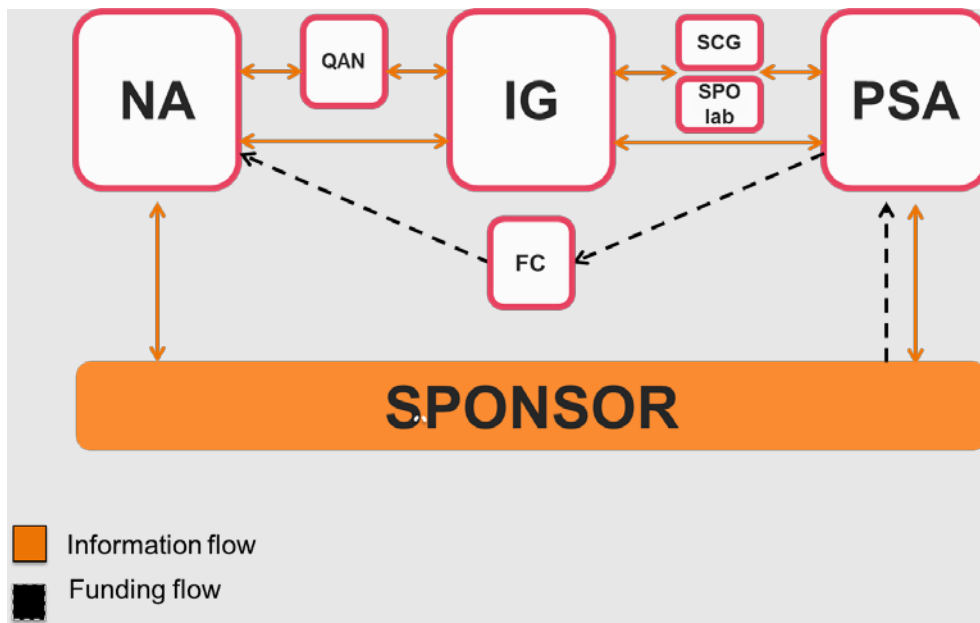 NA
QAN
IG
SCG
SPO
lab
PSA
FC
SPONSOR
Information flow
Funding flow